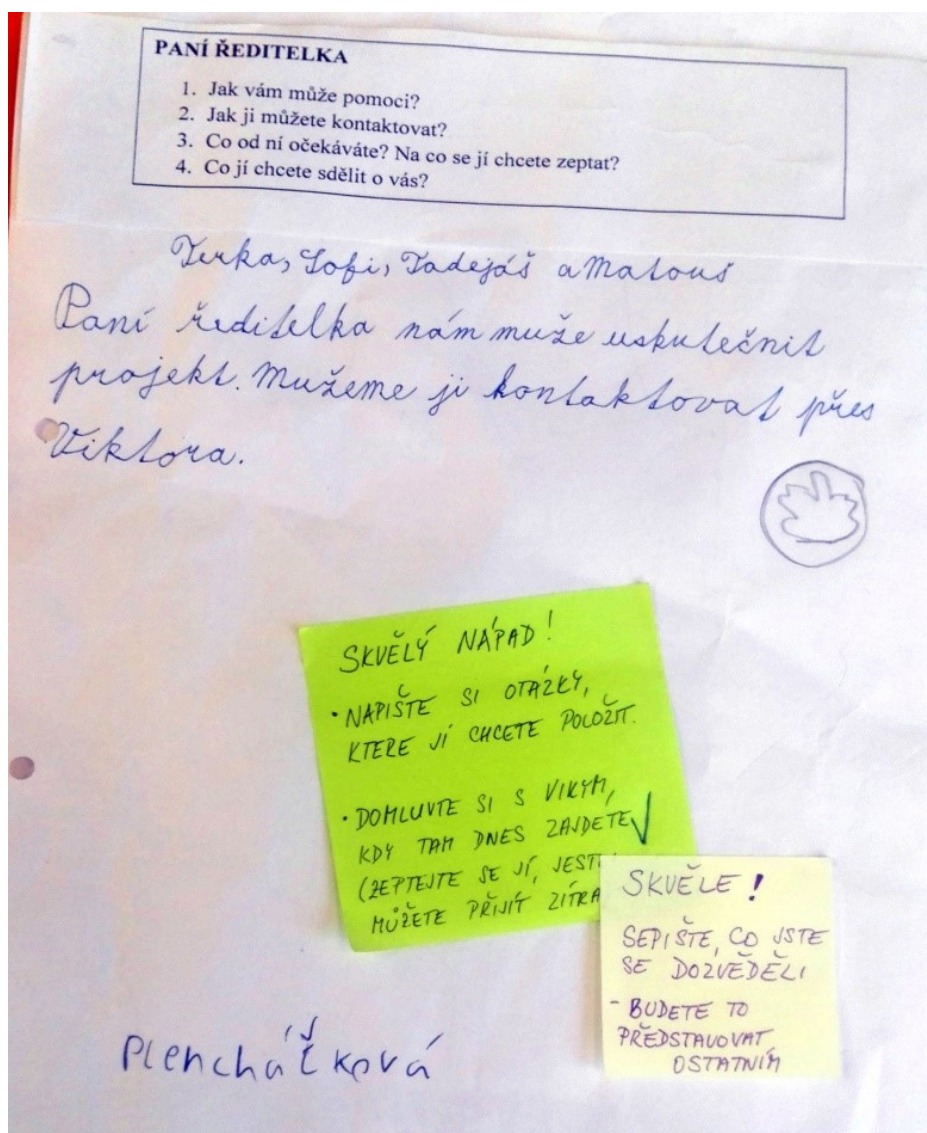 PANÍ ŘEDITELKA
1. Jak vám může pomoci?
2. Jak ji můžete kontaktovat?
3. Co od ní očekáváte? Na co se jí chcete zeptat?
4. Co jí chcete sdělit o vás?
Terka, Sofi, Tadejáš a Matouš
Paní ředitelka nám muže uskutečnit
projekt. Mužeme ji kontaktovat přes
Viktora.
SKVĚLÝ NÁPAD!
• NAPIŠTE SI OTÁZKY,
KTERÉ JÍ CHCETE POLOŽIT.
• DOMLUVTE SI S VIKYM,
KDY TAM DNES ZAJDETE
(ZEPTEJTE SE JÍ, JESTLI
MŮŽETE PŘIJÍT ZÍTRA
SKVĚLE!
SEPIŠTE, CO JSTE
SE DOZVĚDĚLI
- BUDETE TO
PŘEDSTAVOVAT
OSTATNÍM